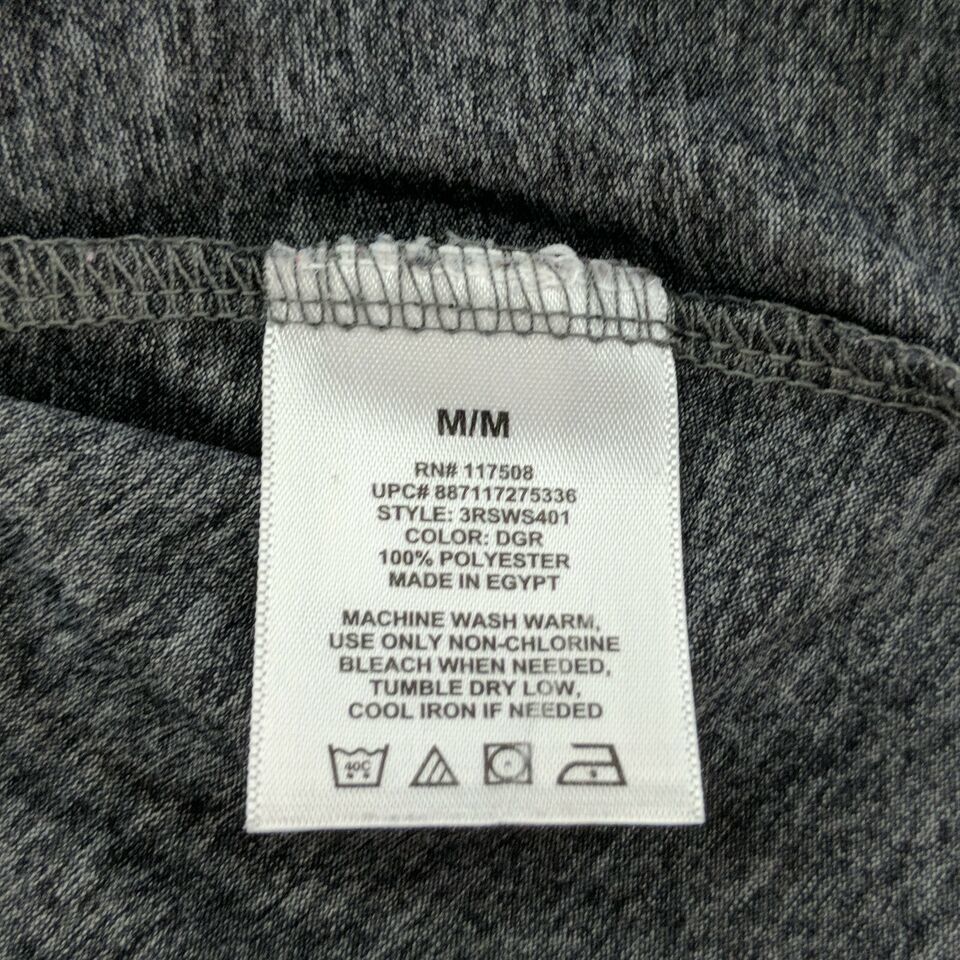 M/M
RN# 117508
UPC# 887117275336
STYLE: 3RSWS401
COLOR: DGR
100% POLYESTER
MADE IN EGYPT
MACHINE WASH WARM,
USE ONLY NON-CHLORINE
BLEACH WHEN NEEDED,
TUMBLE DRY LOW,
COOL IRON IF NEEDED
40C